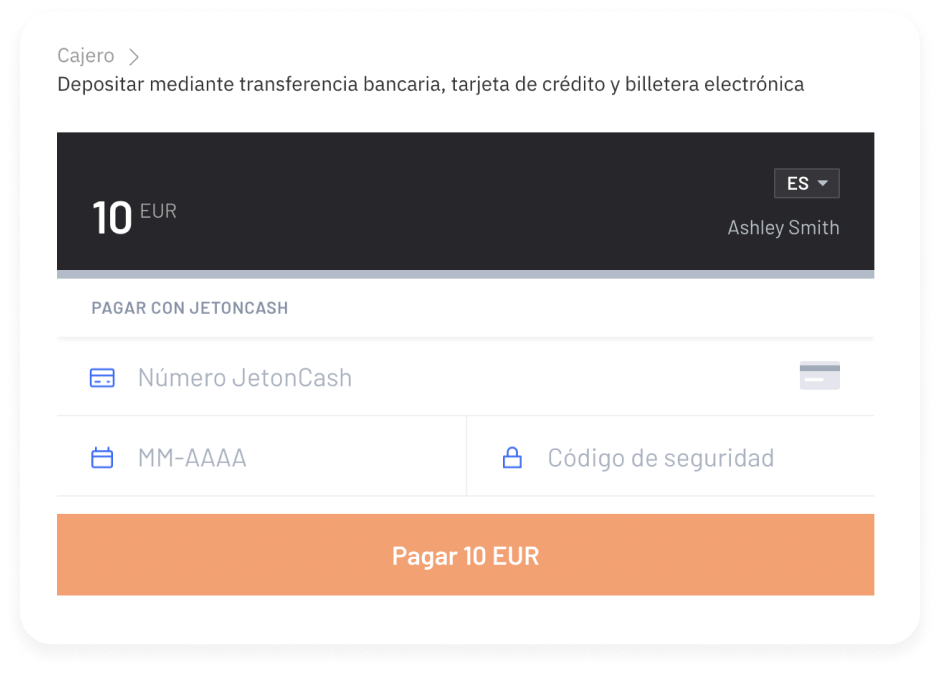 Cajero
Depositar mediante transferencia bancaria, tarjeta de crédito y billetera electrónica
ES
10 EUR
Ashley Smith
PAGAR CON JETONCASH
Número JetonCash
MM-AAAA
Código de seguridad
Pagar 10 EUR